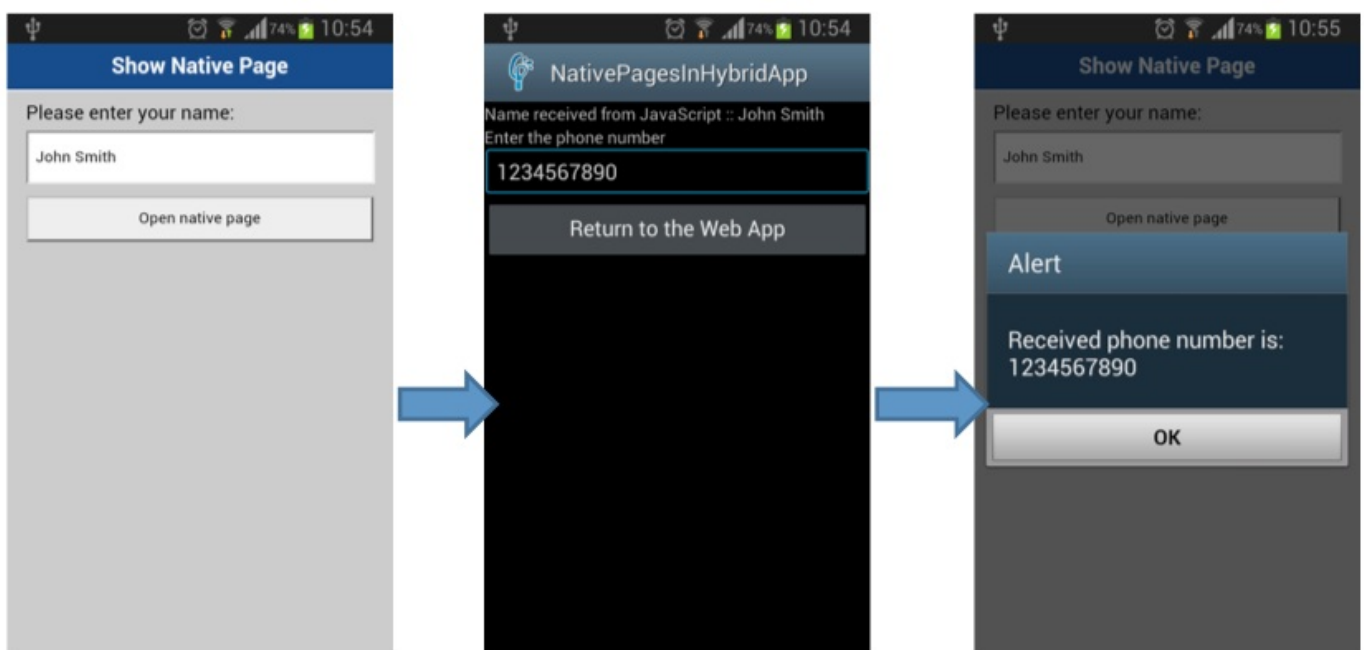 74% 10:54
Show Native Page
Please enter your name:
John Smith
Open native page
74% 10:54
NativePagesInHybridApp
Name received from JavaScript :: John Smith
Enter the phone number
1234567890
Return to the Web App
74% 10:55
Show Native Page
Please enter your name:
John Smith
Open native page
Alert
Received phone number is:
1234567890
OK